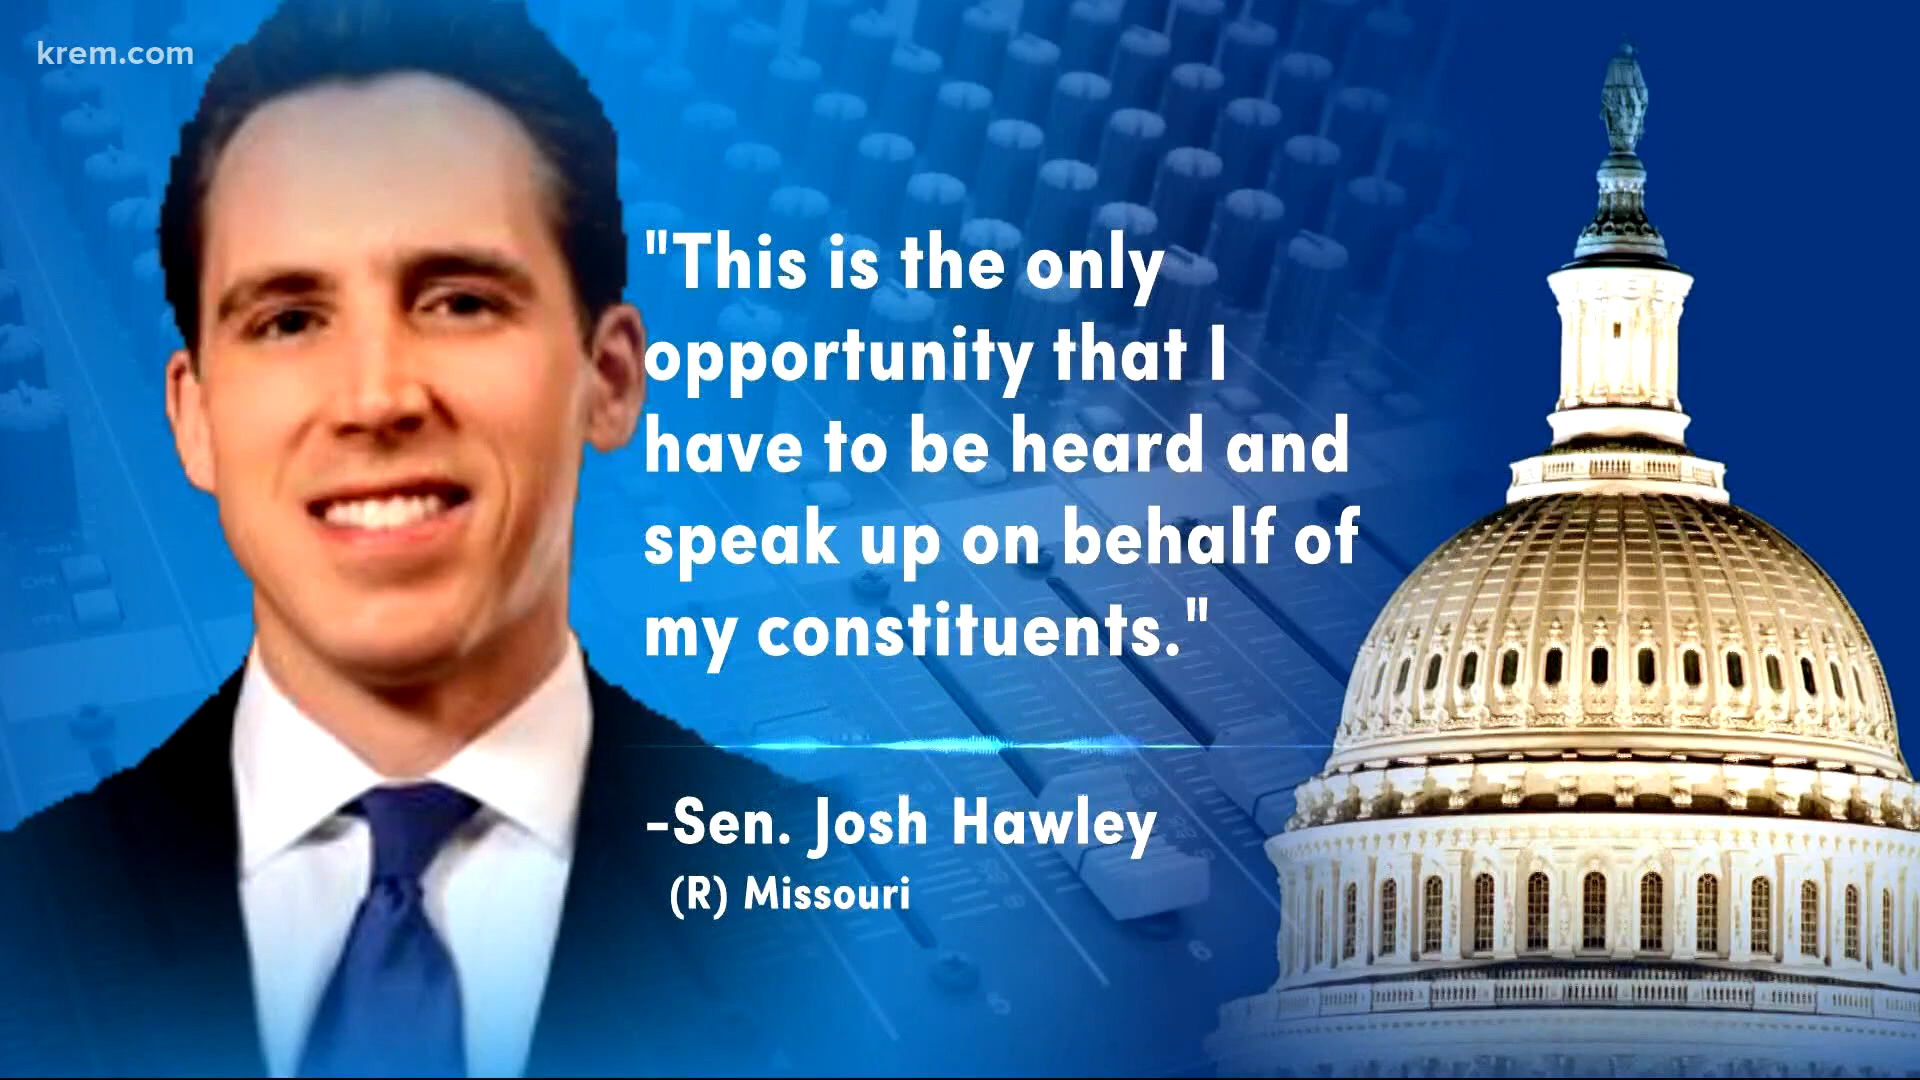 krem.com
"This is the only
opportunity that I
have to be heard and
speak up on behalf of
my constituents."
-Sen. Josh Hawley
(R) Missouri